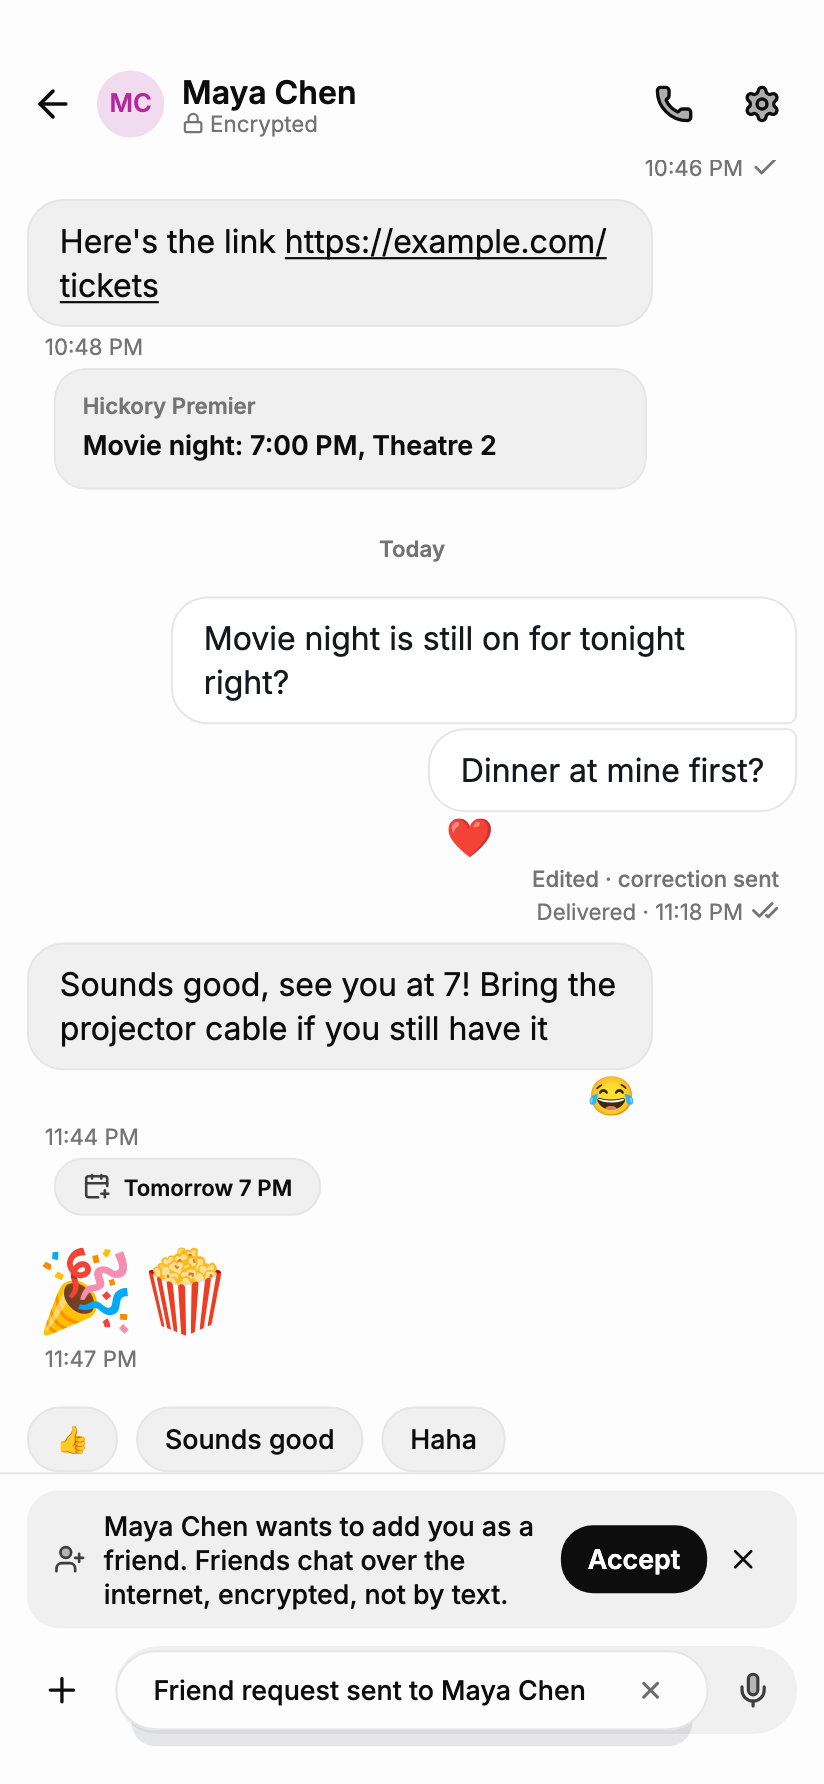 MC
Maya Chen
Encrypted
10:46 PM
Here's the link https://example.com/
tickets
10:48 PM
Hickory Premier
Movie night: 7:00 PM, Theatre 2
Today
Movie night is still on for tonight
right?
Dinner at mine first?
Edited · correction sent
Delivered · 11:18 PM
Sounds good, see you at 7! Bring the
projector cable if you still have it
11:44 PM
Tomorrow 7 PM
11:47 PM
Sounds good
Haha
Maya Chen wants to add you as a
friend. Friends chat over the
internet, encrypted, not by text.
Accept
Friend request sent to Maya Chen